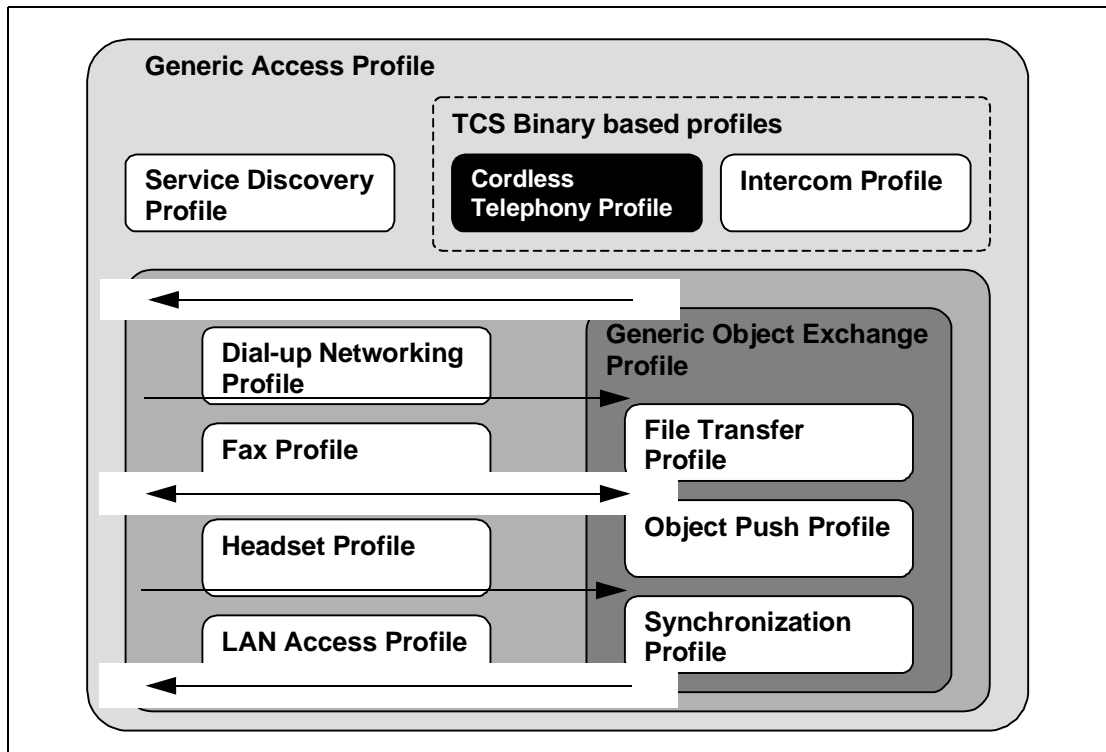 Generic Access Profile
TCS Binary based profiles
Service Discovery
Profile
Cordless
Telephony Profile
Intercom Profile
Generic Object Exchange
Profile
Dial-up Networking
Profile
File Transfer
Profile
Fax Profile
Object Push Profile
Headset Profile
Synchronization
Profile
LAN Access Profile